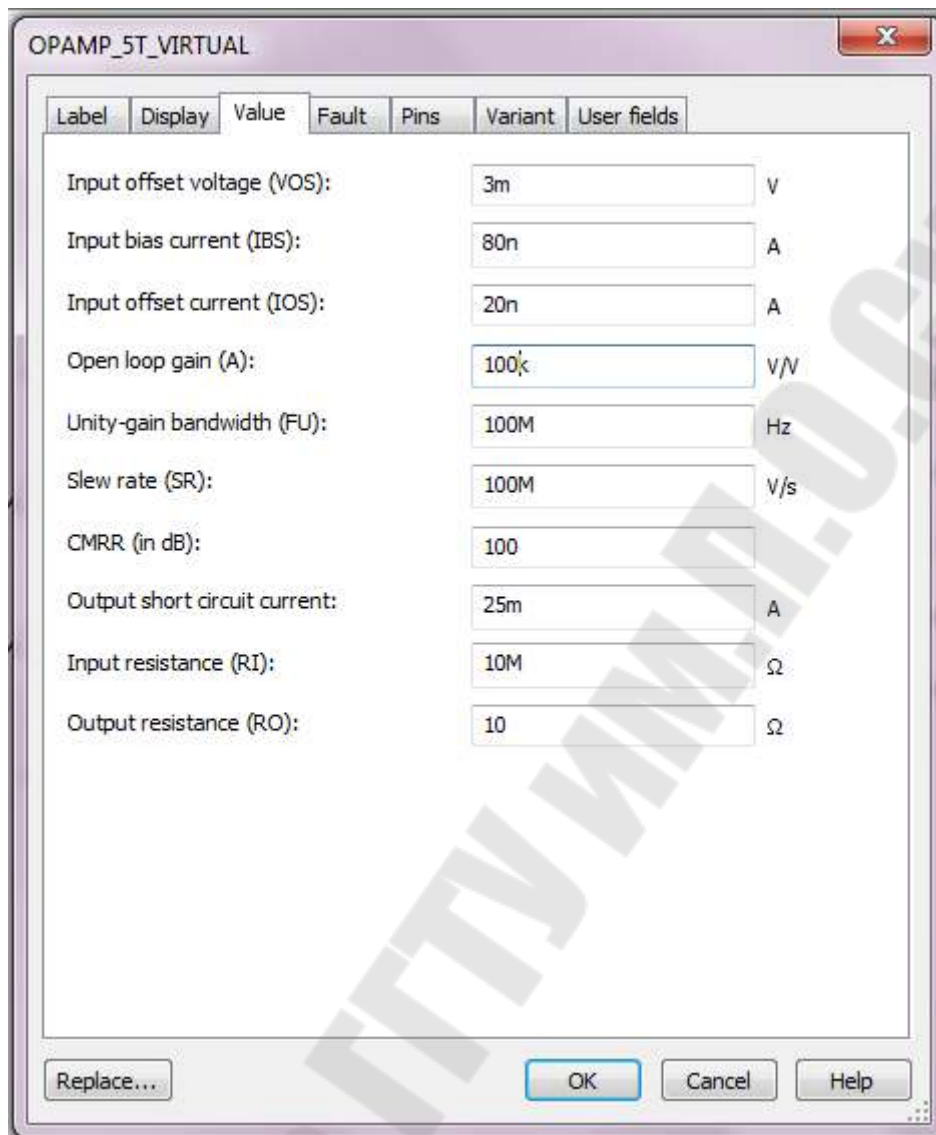 OPAMP_5T_VIRTUAL
Label Display Value Fault Pins Variant User fields
Input offset voltage (VOS): 3m V
Input bias current (IBS): 80n A
Input offset current (IOS): 20n A
Open loop gain (A): 100k V/V
Unity-gain bandwidth (FU): 100M Hz
Slew rate (SR): 100M V/s
CMRR (in dB): 100
Output short circuit current: 25m A
Input resistance (RI): 10M Ω
Output resistance (RO): 10 Ω
Replace... OK Cancel Help
ГГТУ ИМ.П.О.